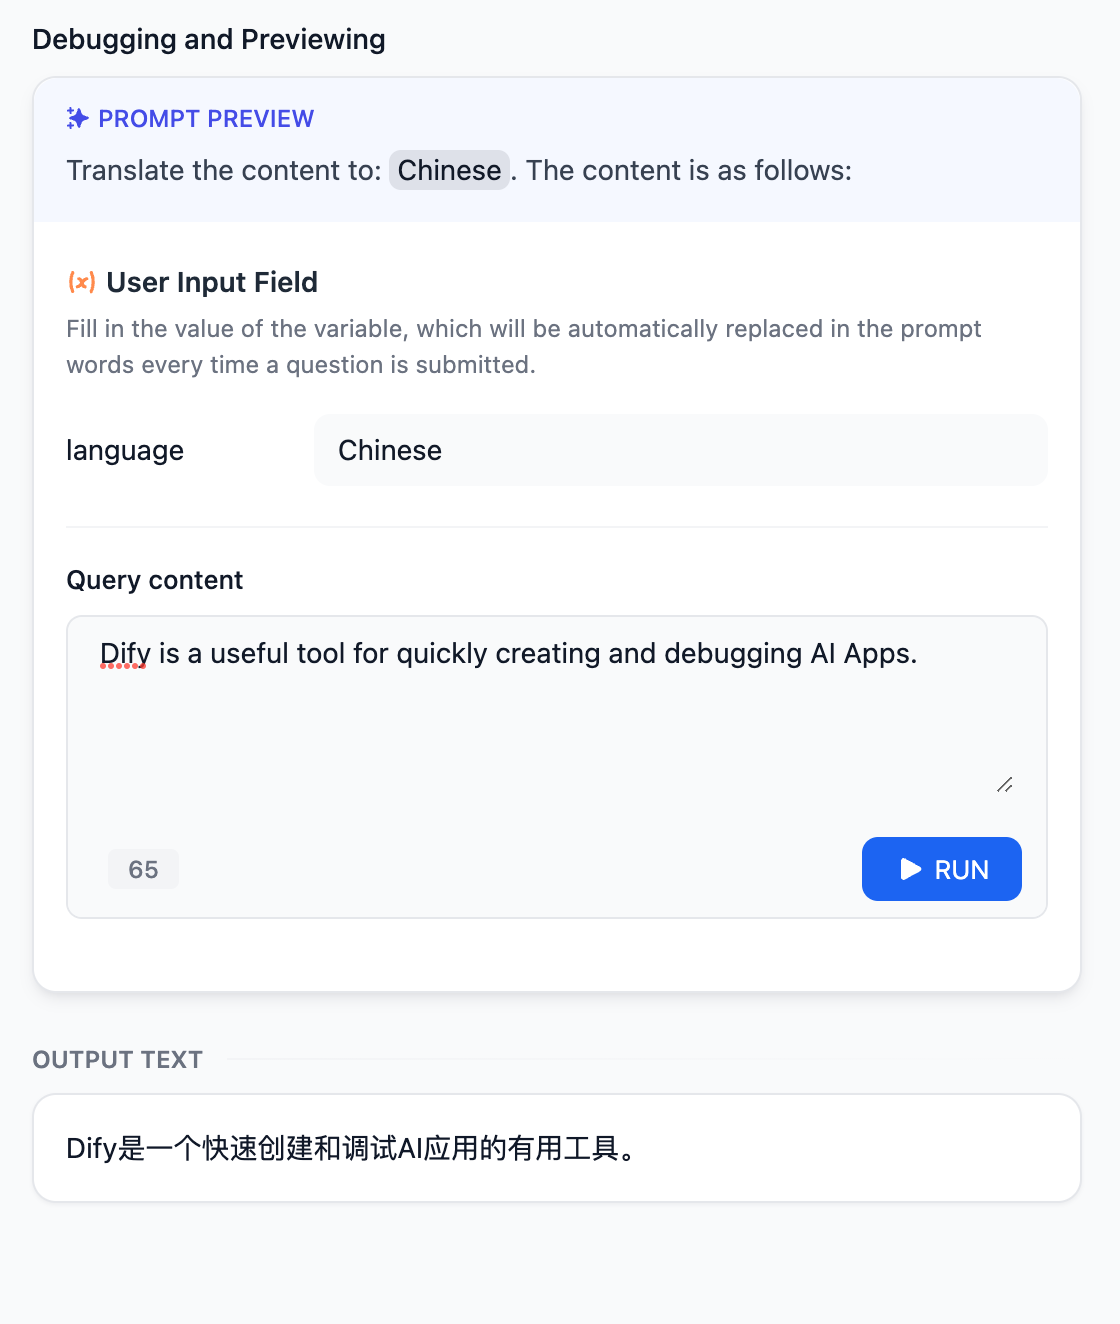 Debugging and Previewing
PROMPT PREVIEW
Translate the content to: Chinese. The content is as follows:
(x) User Input Field
Fill in the value of the variable, which will be automatically replaced in the prompt
words every time a question is submitted.
language Chinese
Query content
Dify is a useful tool for quickly creating and debugging AI Apps.
65 RUN
OUTPUT TEXT
Dify是一个快速创建和调试AI应用的有用工具。